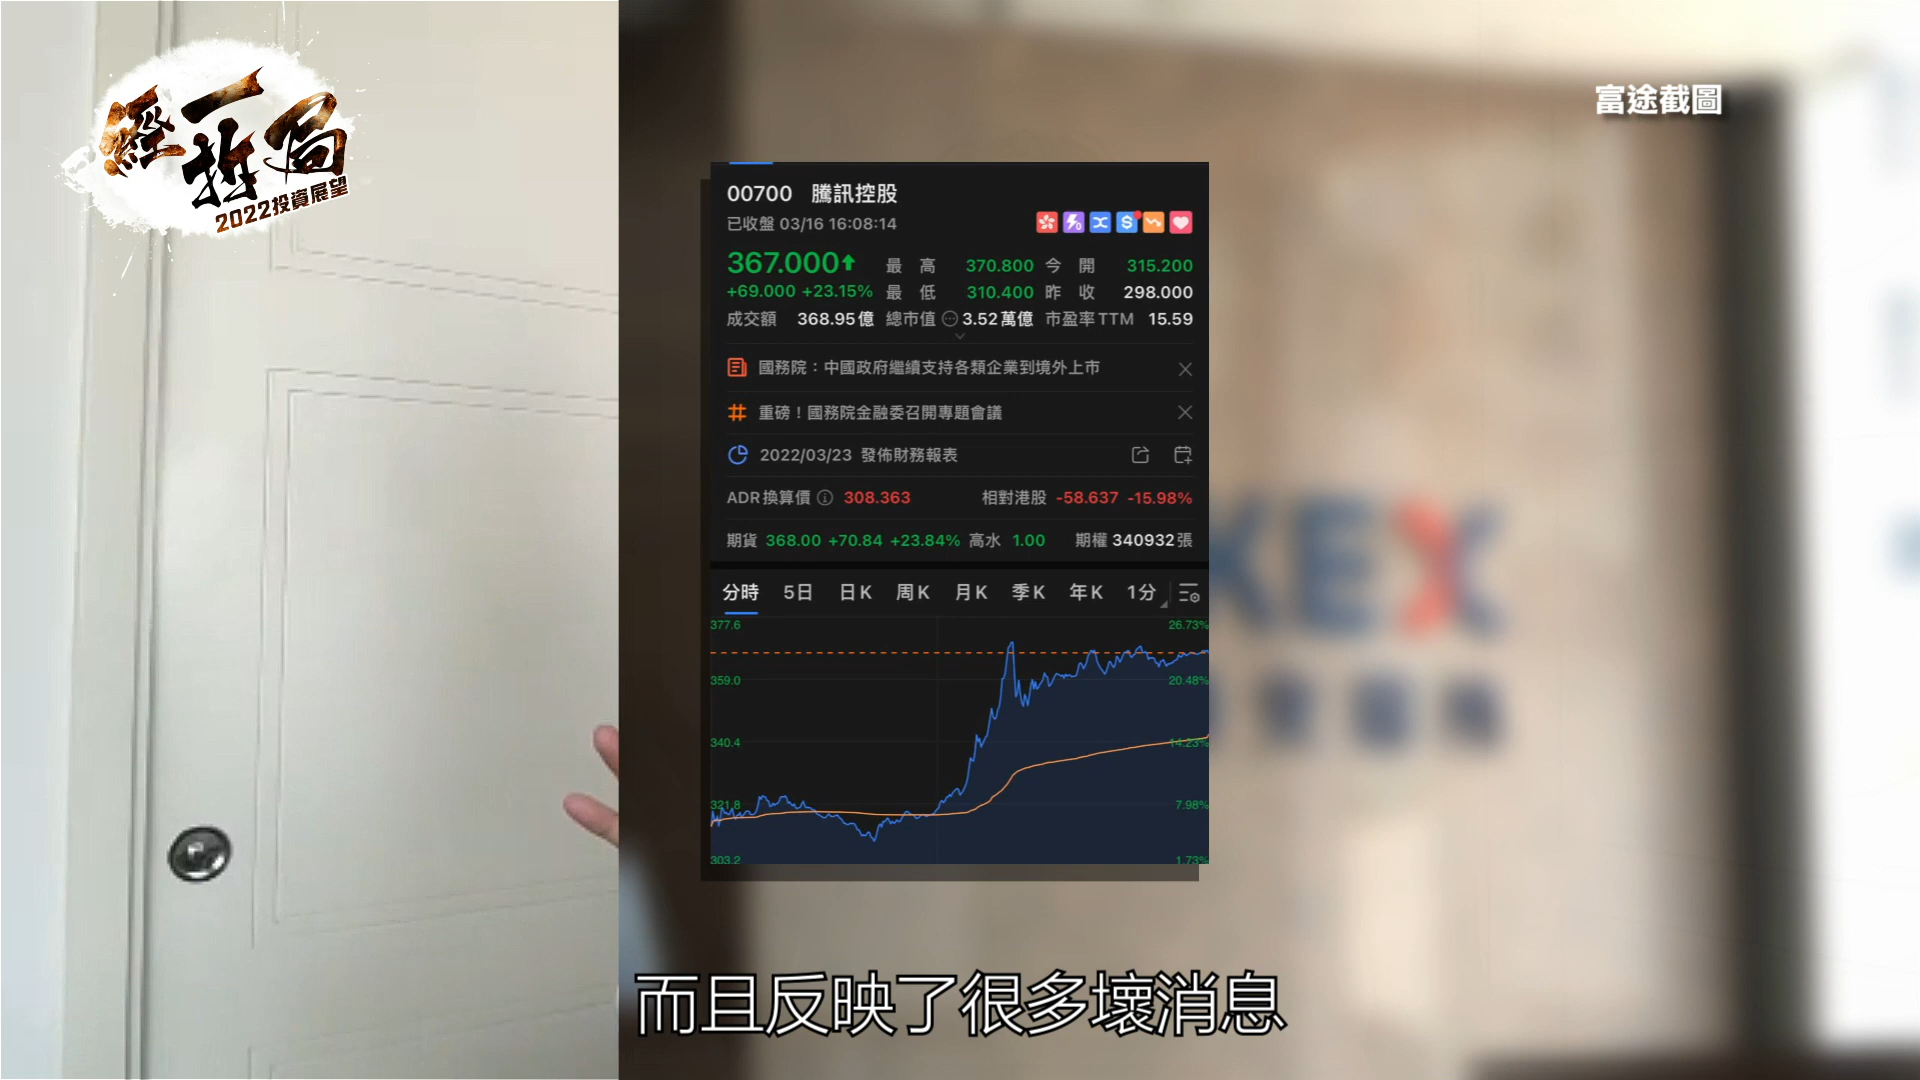 經一哲局
2022投資展望
富途截圖
00700 騰訊控股
已收盤 03/16 16:08:14
367.000 最高 370.800 今開 315.200
+69.000 +23.15% 最低 310.400 昨收 298.000
成交額 368.95億 總市值 3.52萬億 市盈率TTM 15.59
國務院：中國政府繼續支持各類企業到境外上市
重磅！國務院金融委召開專題會議
2022/03/23 發佈財務報表
ADR換算價 308.363 相對港股 -58.637 -15.98%
期貨 368.00 +70.84 +23.84% 高水 1.00 期權 340932張
分時 5日 日K 周K 月K 季K 年K 1分
377.6 26.73%
359.0 20.48%
340.4 14.23%
321.8 7.98%
303.2 1.73%
KEX
而且反映了很多壞消息